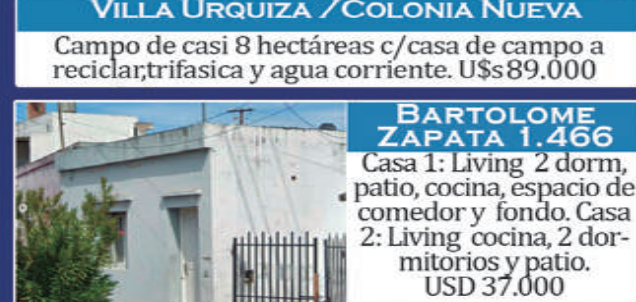 VILLA URQUIZA /COLONIA NUEVA
Campo de casi 8 hectáreas c/casa de campo a
reciclar,trifasica y agua corriente. U$s89.000
BARTOLOME
ZAPATA 1.466
Casa 1: Living 2 dorm,
patio, cocina, espacio de
comedor y fondo. Casa
2: Living cocina, 2 dor-
mitorios y patio.
USD 37.000